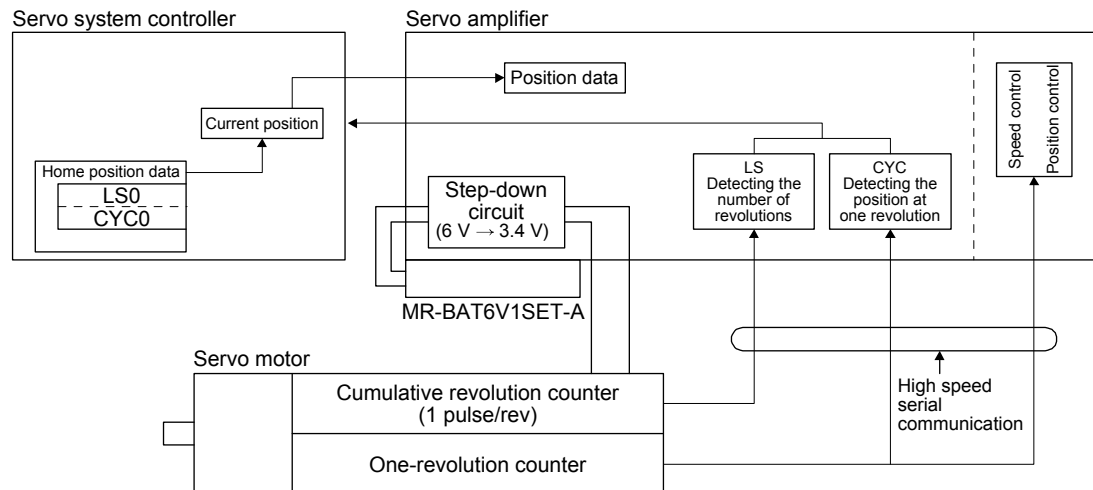 Servo system controller
Servo amplifier
Position data
Current position
Home position data
LS0
CYC0
Step-down
circuit
(6 V → 3.4 V)
LS
Detecting the
number of
revolutions
CYC
Detecting the
position at
one revolution
Speed control
Position control
MR-BAT6V1SET-A
Servo motor
Cumulative revolution counter
(1 pulse/rev)
One-revolution counter
High speed
serial
communication